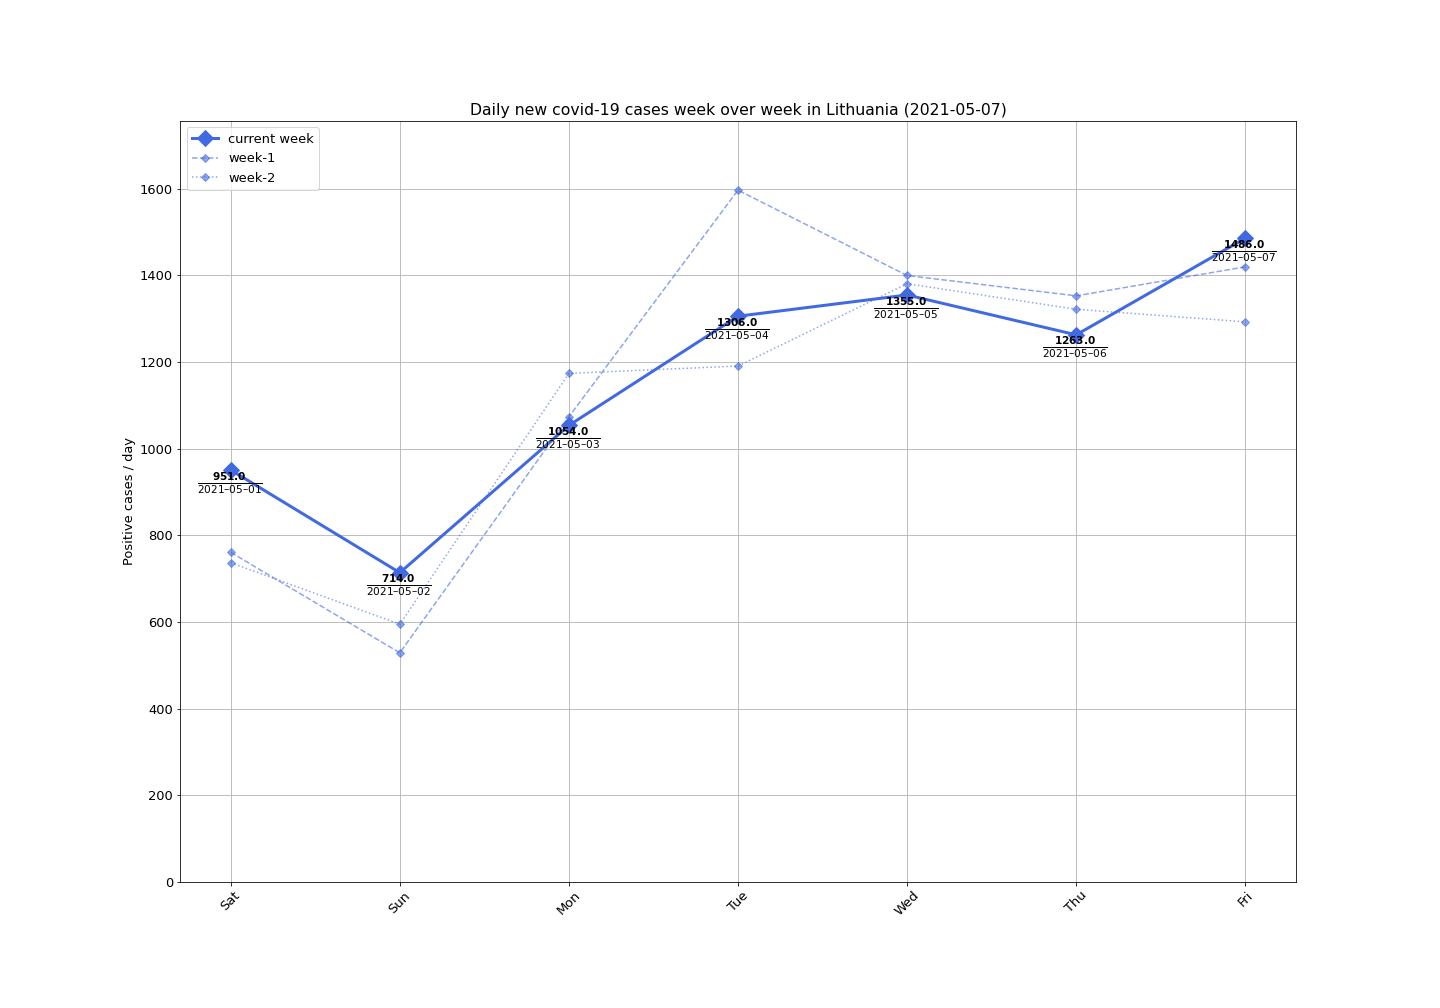 Daily new covid-19 cases week over week in Lithuania (2021-05-07)
current week
week-1
week-2
Positive cases / day
1600
1400
1200
1000
800
600
400
200
0
951.0
2021-05-01
714.0
2021-05-02
1054.0
2021-05-03
1306.0
2021-05-04
1355.0
2021-05-05
1263.0
2021-05-06
1486.0
2021-05-07
Sat
Sun
Mon
Tue
Wed
Thu
Fri